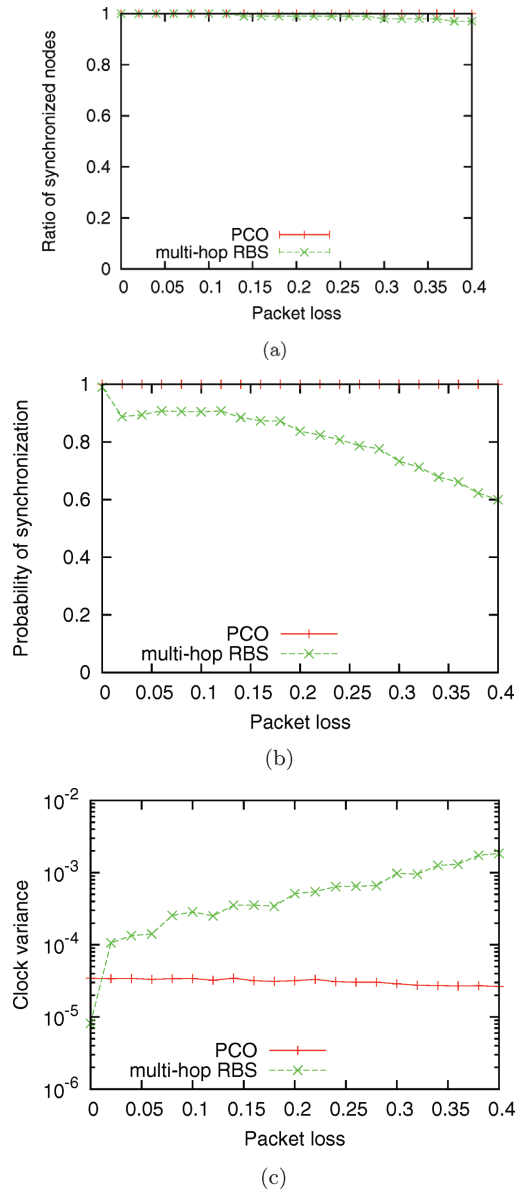 Ratio of synchronized nodes
1
0.8
0.6
0.4
0.2
0
PCO
multi-hop RBS
0 0.05 0.1 0.15 0.2 0.25 0.3 0.35 0.4
Packet loss
(a)
Probability of synchronization
1
0.8
0.6
0.4
0.2
0
PCO
multi-hop RBS
0 0.05 0.1 0.15 0.2 0.25 0.3 0.35 0.4
Packet loss
(b)
Clock variance
10⁻²
10⁻³
10⁻⁴
10⁻⁵
10⁻⁶
PCO
multi-hop RBS
0 0.05 0.1 0.15 0.2 0.25 0.3 0.35 0.4
Packet loss
(c)